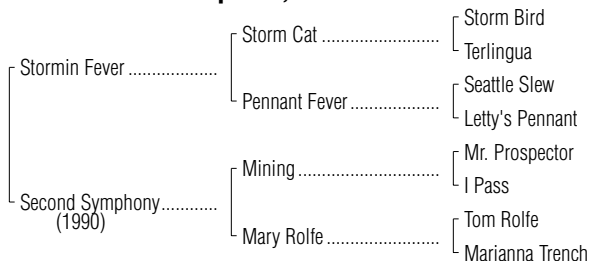 Storm Bird
Storm Cat ........................
Terlingua
Stormin Fever ..................
Seattle Slew
Pennant Fever ..................
Letty's Pennant
Mr. Prospector
Mining .............................
I Pass
Second Symphony............
(1990)
Tom Rolfe
Mary Rolfe .......................
Marianna Trench